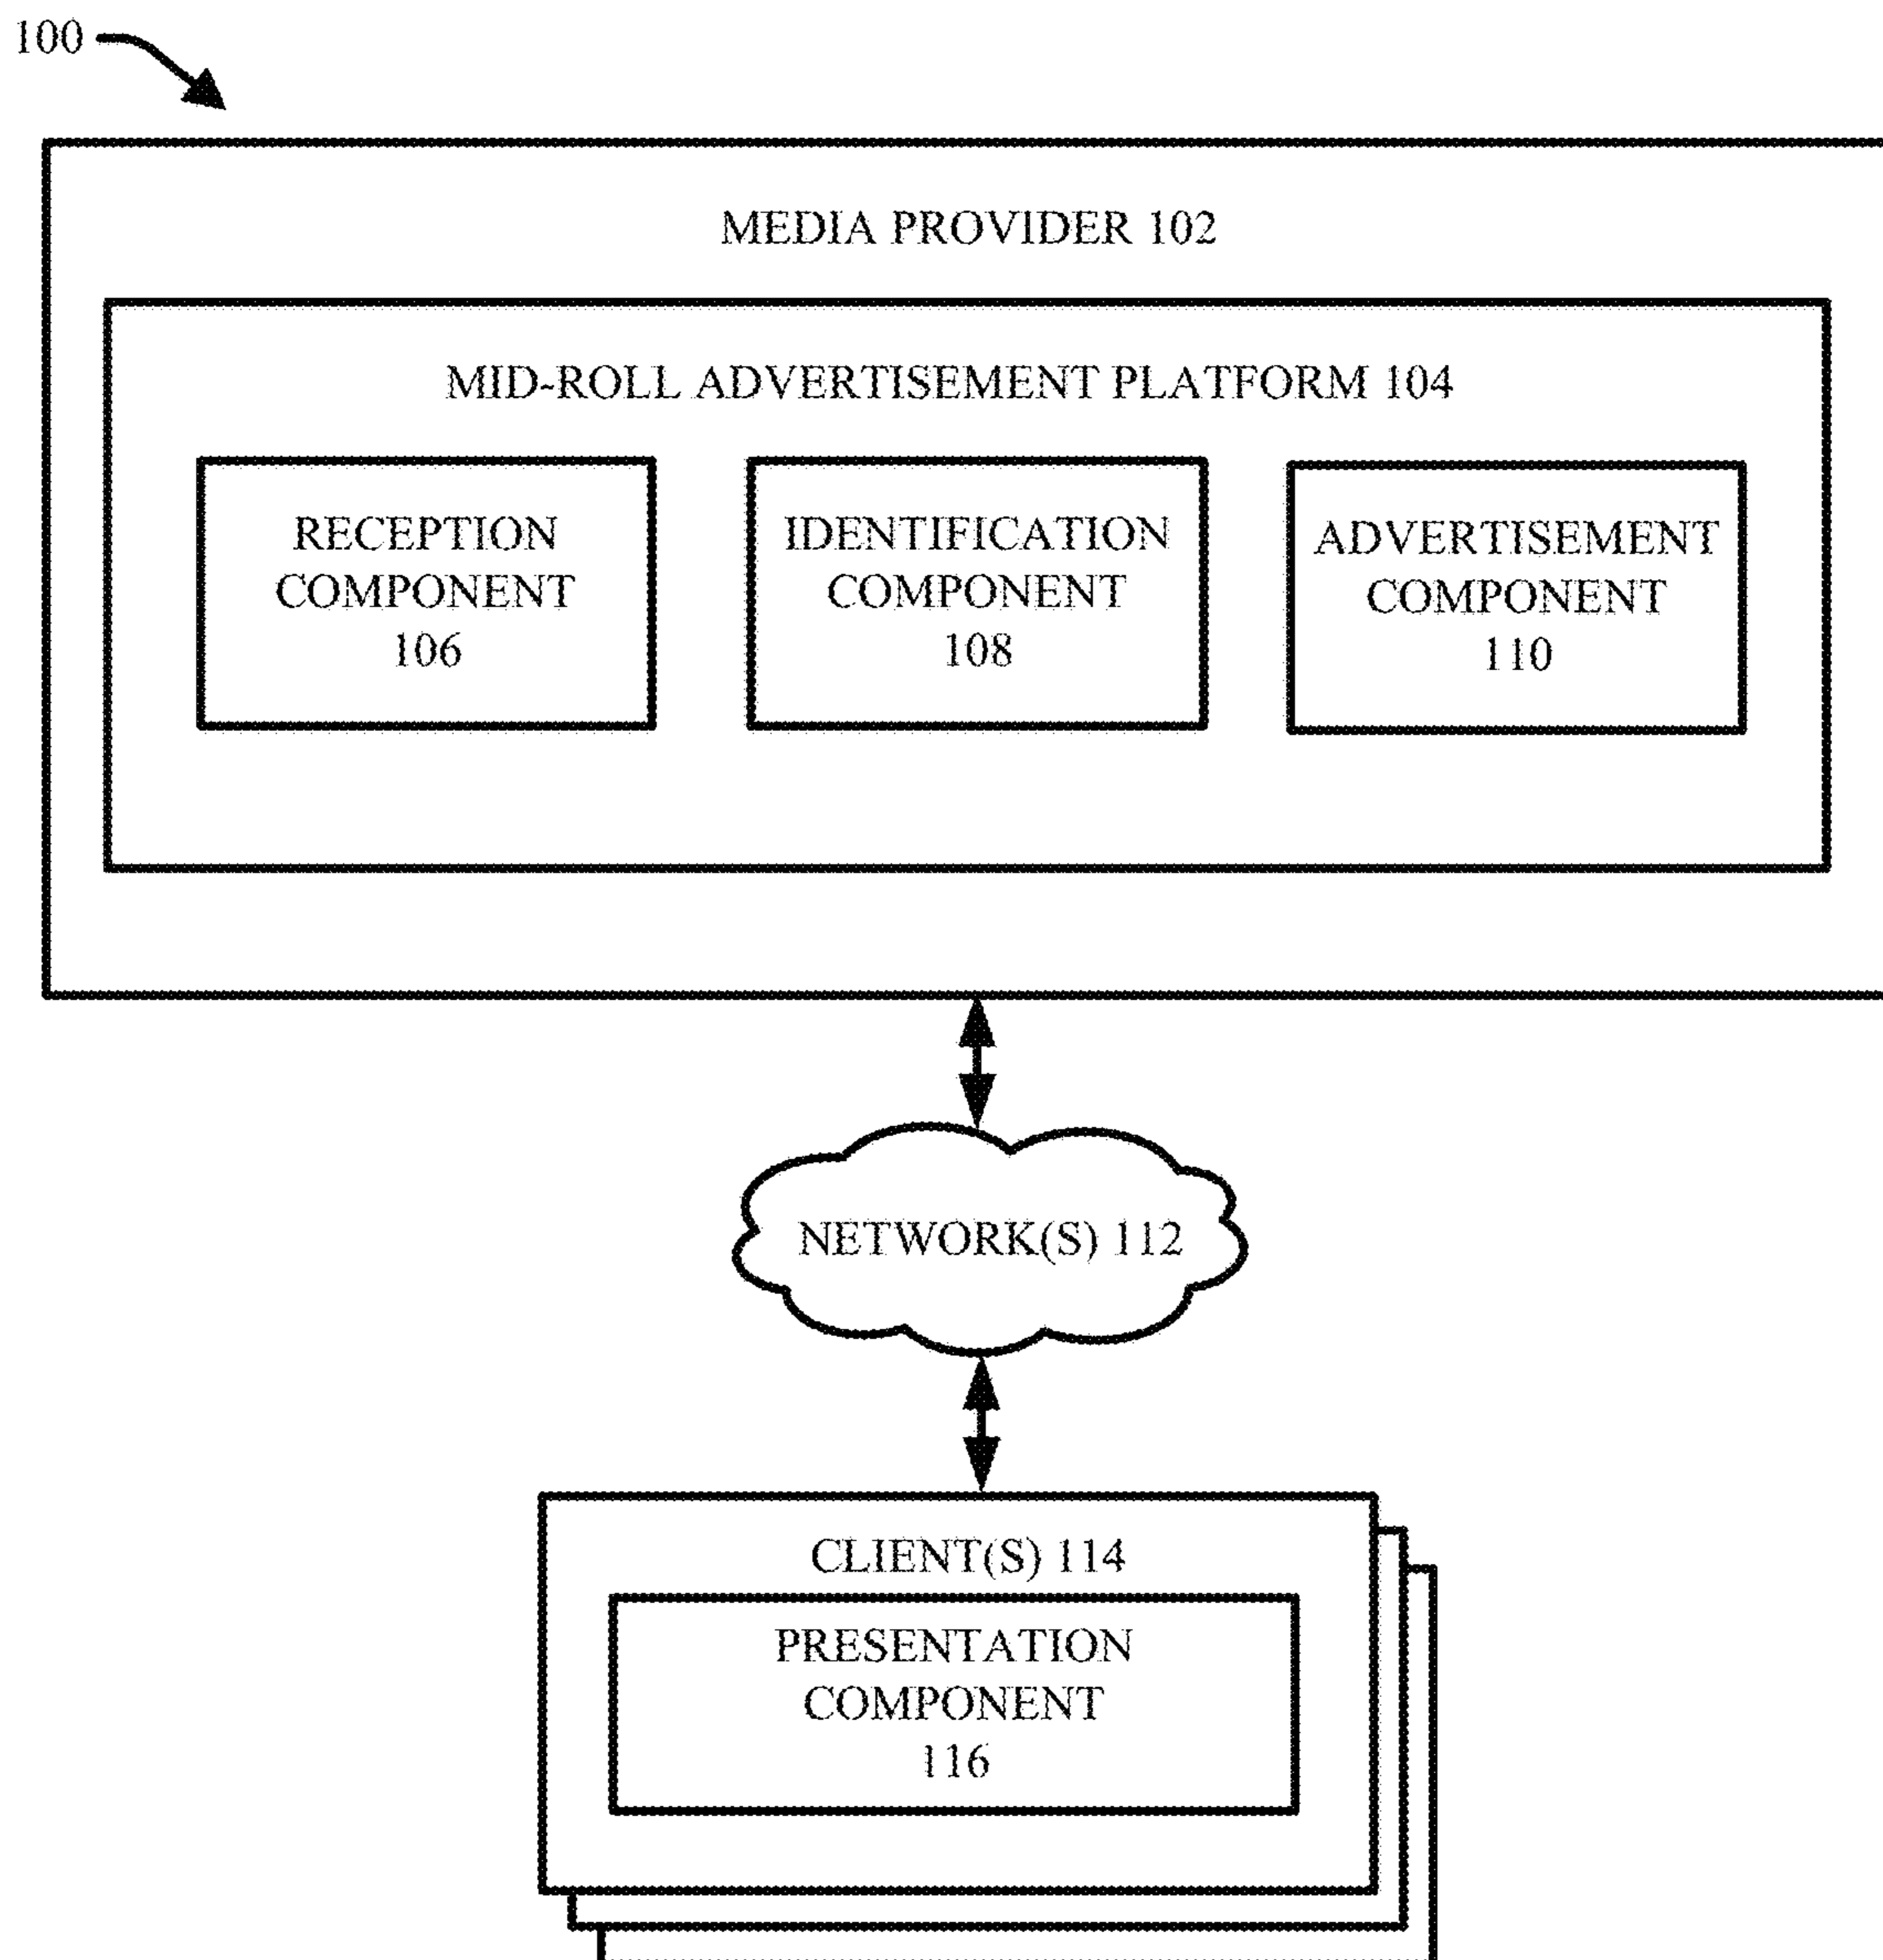 100
MEDIA PROVIDER 102
MID-ROLL ADVERTISEMENT PLATFORM 104
RECEPTION
COMPONENT
106
IDENTIFICATION
COMPONENT
108
ADVERTISEMENT
COMPONENT
110
NETWORK(S) 112
CLIENT(S) 114
PRESENTATION
COMPONENT
116